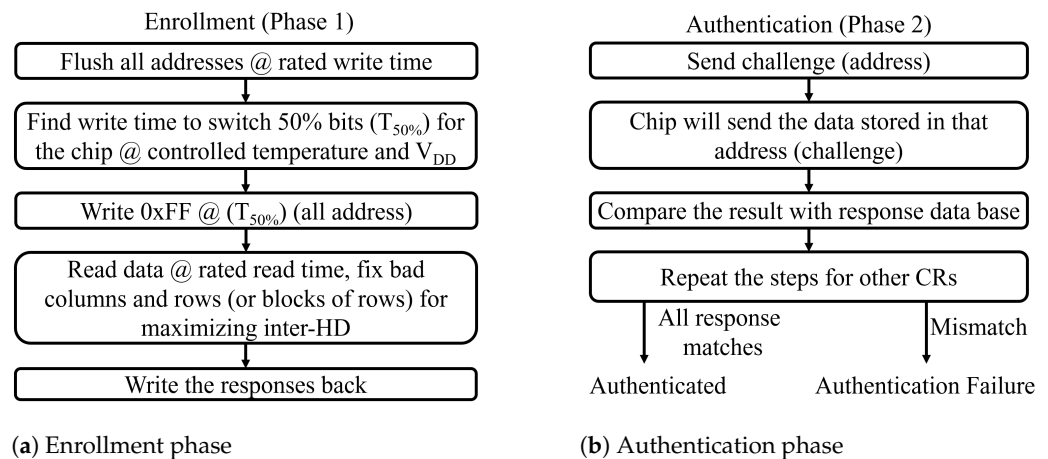 Enrollment (Phase 1)
Flush all addresses @ rated write time
Find write time to switch 50% bits (T50%) for
the chip @ controlled temperature and VDD
Write 0xFF @ (T50%) (all address)
Read data @ rated read time, fix bad
columns and rows (or blocks of rows) for
maximizing inter-HD
Write the responses back
(a) Enrollment phase
Authentication (Phase 2)
Send challenge (address)
Chip will send the data stored in that
address (challenge)
Compare the result with response data base
Repeat the steps for other CRs
All response
matches
Mismatch
Authenticated
Authentication Failure
(b) Authentication phase